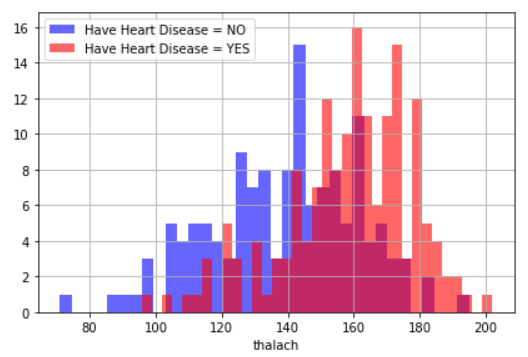 Have Heart Disease = NO
Have Heart Disease = YES
16
14
12
10
8
6
4
2
0
80 100 120 140 160 180 200
thalach